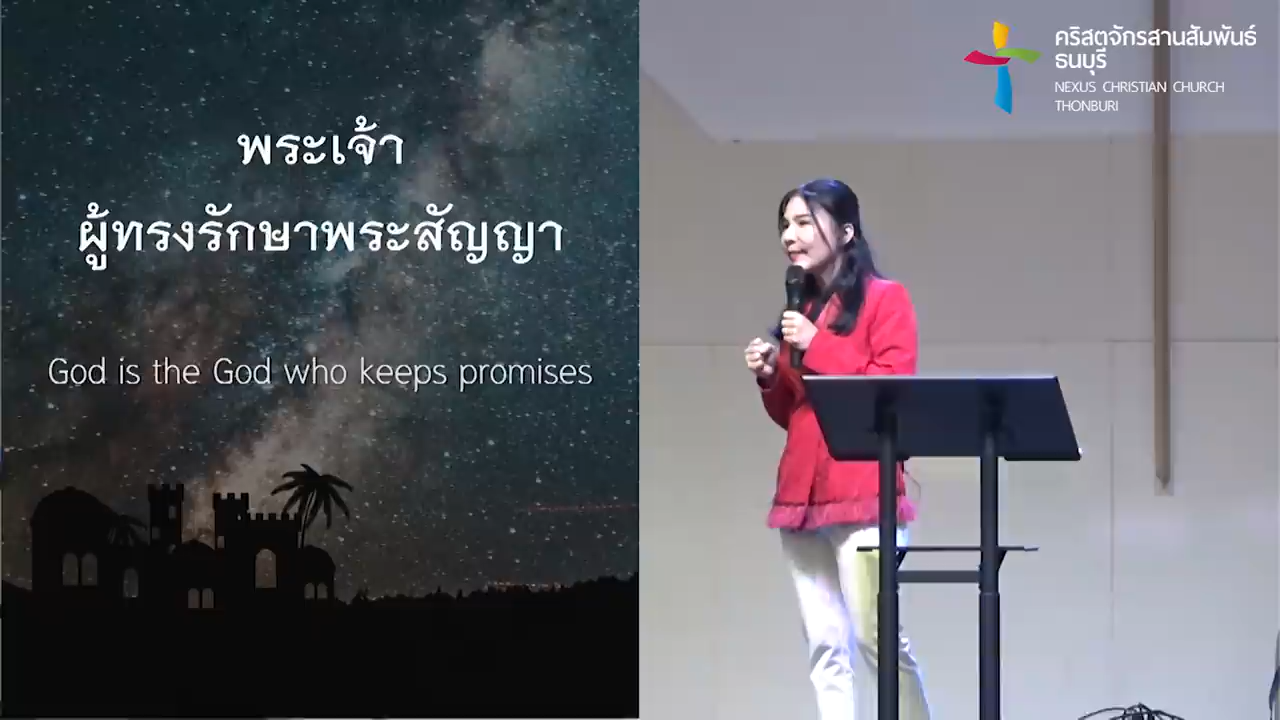 พระเจ้า
ผู้ทรงรักษาพระสัญญา
God is the God who keeps promises
คริสตจักรสานสัมพันธ์
ธนบุรี
NEXUS CHRISTIAN CHURCH
THONBURI